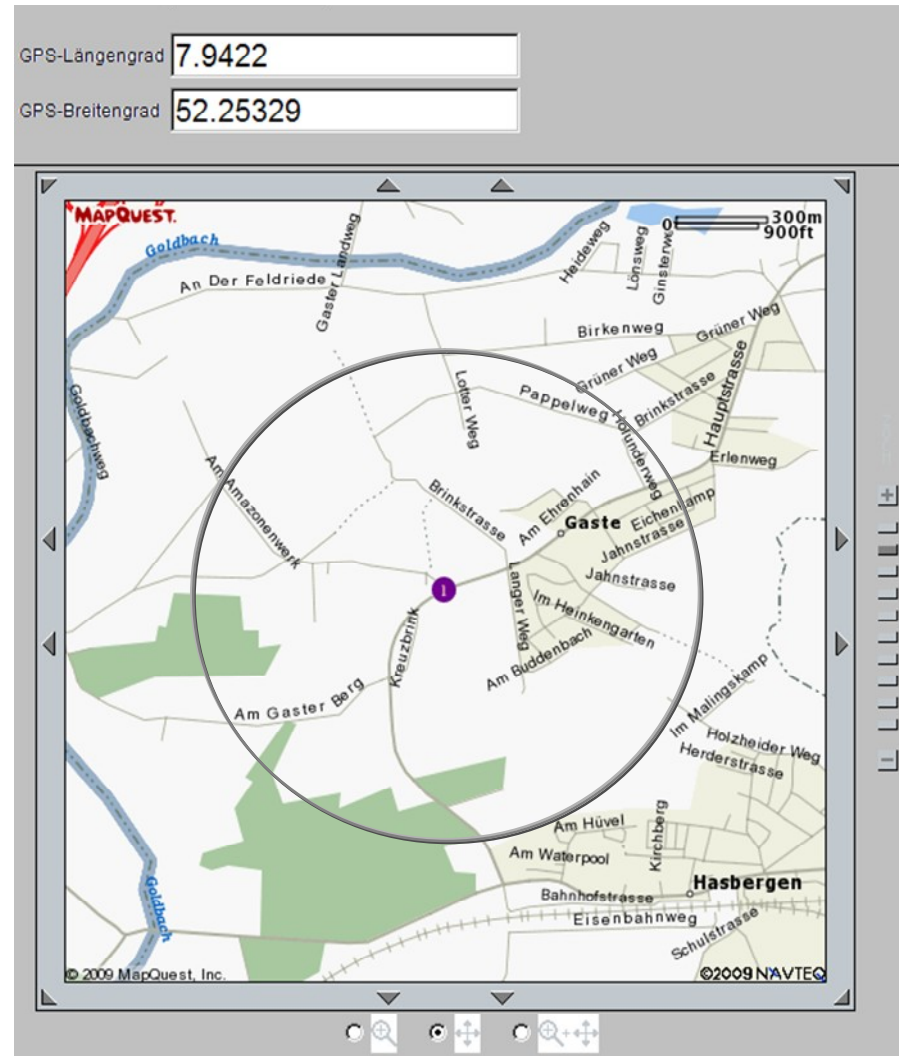 GPS-Längengrad 7.9422
GPS-Breitengrad 52.25329
MAPQUEST.
0 300m
900ft
Goldbach
An Der Feldriede
Gaster Landweg
Heideweg
Lönsweg
Ginsterweg
Birkenweg
Grüner Weg
Grüner Weg
Hauptstrasse
Brinkstrasse
Lotter Weg
Pappelweg
Holunderweg
Erlenweg
Goldbachweg
Am Amazonenwerk
Brinkstrasse
Am Ehrenhain
Gaste
Eichenkamp
Jahnstrasse
Jahnstrasse
1
Langer Weg
Im Heinkengarten
Am Buddenbach
Kreuzbrink
Am Gaster Berg
Im Malingskamp
Holzheider Weg
Herderstrasse
Am Hüvel
Kirchberg
Am Waterpool
Hasbergen
Bahnhofstrasse
Eisenbahnweg
Schulstrasse
Goldbach
© 2009 MapQuest, Inc.
©2009 NAVTEQ
+
-